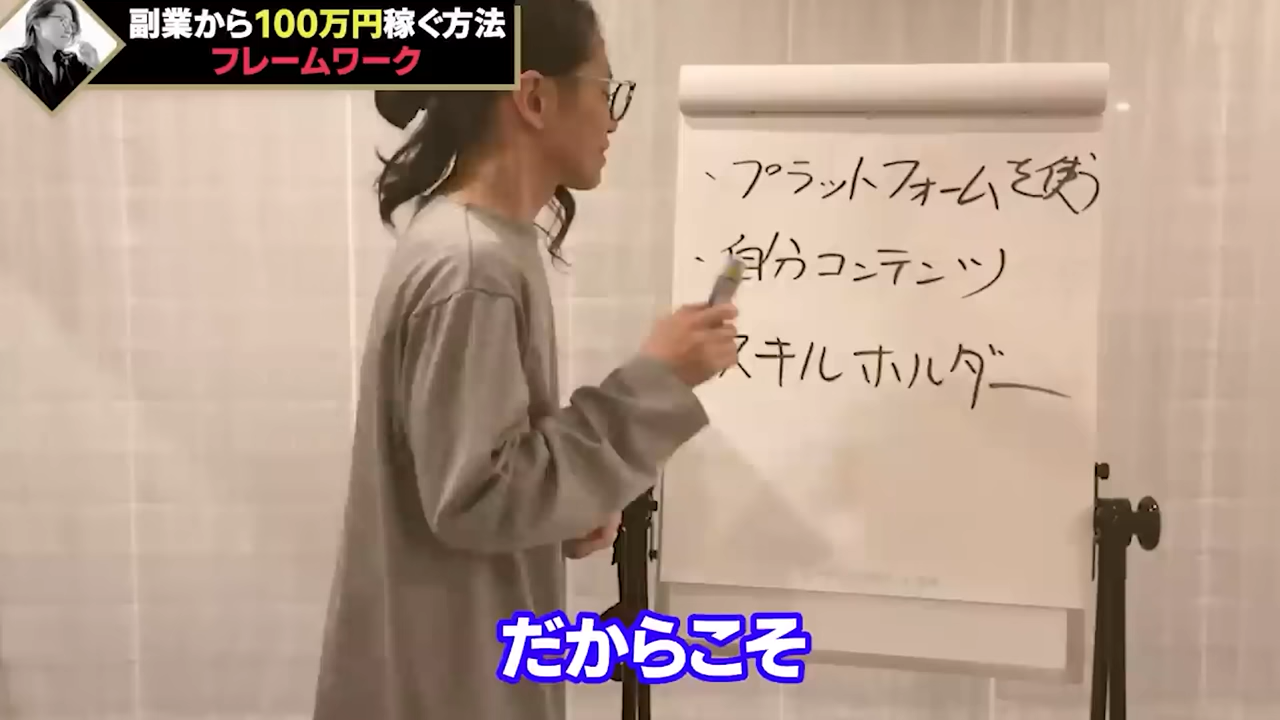 副業から100万円稼ぐ方法
フレームワーク
・プラットフォームを使う
・自分コンテンツ
スキルホルダー
だからこそ